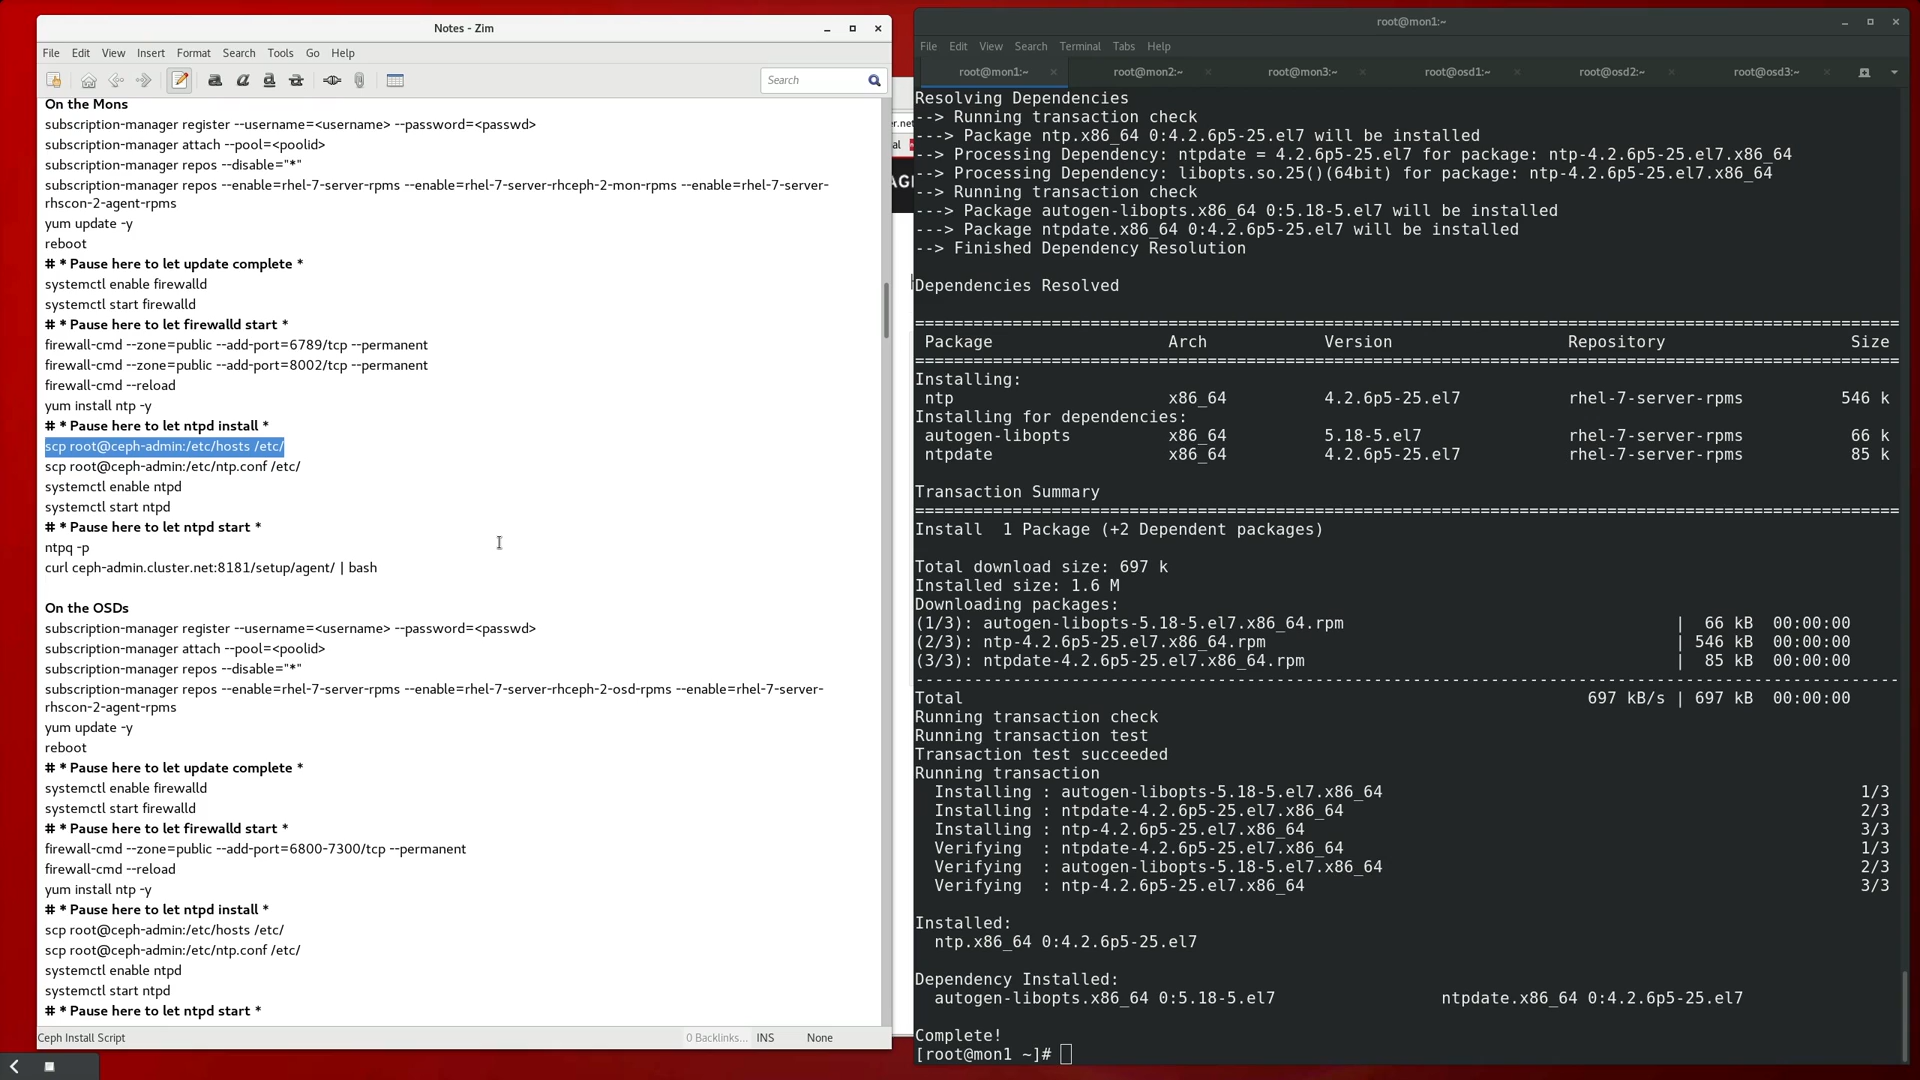 Notes - Zim
File Edit View Insert Format Search Tools Go Help
Search
On the Mons
subscription-manager register --username=<username> --password=<passwd>
subscription-manager attach --pool=<poolid>
subscription-manager repos --disable="*"
subscription-manager repos --enable=rhel-7-server-rpms --enable=rhel-7-server-rhceph-2-mon-rpms --enable=rhel-7-server-
rhscon-2-agent-rpms
yum update -y
reboot
# * Pause here to let update complete *
systemctl enable firewalld
systemctl start firewalld
# * Pause here to let firewalld start *
firewall-cmd --zone=public --add-port=6789/tcp --permanent
firewall-cmd --zone=public --add-port=8002/tcp --permanent
firewall-cmd --reload
yum install ntp -y
# * Pause here to let ntpd install *
scp root@ceph-admin:/etc/hosts /etc/
scp root@ceph-admin:/etc/ntp.conf /etc/
systemctl enable ntpd
systemctl start ntpd
# * Pause here to let ntpd start *
ntpq -p
curl ceph-admin.cluster.net:8181/setup/agent/ | bash
On the OSDs
subscription-manager register --username=<username> --password=<passwd>
subscription-manager attach --pool=<poolid>
subscription-manager repos --disable="*"
subscription-manager repos --enable=rhel-7-server-rpms --enable=rhel-7-server-rhceph-2-osd-rpms --enable=rhel-7-server-
rhscon-2-agent-rpms
yum update -y
reboot
# * Pause here to let update complete *
systemctl enable firewalld
systemctl start firewalld
# * Pause here to let firewalld start *
firewall-cmd --zone=public --add-port=6800-7300/tcp --permanent
firewall-cmd --reload
yum install ntp -y
# * Pause here to let ntpd install *
scp root@ceph-admin:/etc/hosts /etc/
scp root@ceph-admin:/etc/ntp.conf /etc/
systemctl enable ntpd
systemctl start ntpd
# * Pause here to let ntpd start *
Ceph Install Script 0 Backlinks... INS None
root@mon1:~
File Edit View Search Terminal Tabs Help
root@mon1:~ root@mon2:~ root@mon3:~ root@osd1:~ root@osd2:~ root@osd3:~
Resolving Dependencies
--> Running transaction check
---> Package ntp.x86_64 0:4.2.6p5-25.el7 will be installed
--> Processing Dependency: ntpdate = 4.2.6p5-25.el7 for package: ntp-4.2.6p5-25.el7.x86_64
--> Processing Dependency: libopts.so.25()(64bit) for package: ntp-4.2.6p5-25.el7.x86_64
--> Running transaction check
---> Package autogen-libopts.x86_64 0:5.18-5.el7 will be installed
---> Package ntpdate.x86_64 0:4.2.6p5-25.el7 will be installed
--> Finished Dependency Resolution
Dependencies Resolved
Package Arch Version Repository Size
Installing:
ntp x86_64 4.2.6p5-25.el7 rhel-7-server-rpms 546 k
Installing for dependencies:
autogen-libopts x86_64 5.18-5.el7 rhel-7-server-rpms 66 k
ntpdate x86_64 4.2.6p5-25.el7 rhel-7-server-rpms 85 k
Transaction Summary
Install 1 Package (+2 Dependent packages)
Total download size: 697 k
Installed size: 1.6 M
Downloading packages:
(1/3): autogen-libopts-5.18-5.el7.x86_64.rpm | 66 kB 00:00:00
(2/3): ntp-4.2.6p5-25.el7.x86_64.rpm | 546 kB 00:00:00
(3/3): ntpdate-4.2.6p5-25.el7.x86_64.rpm | 85 kB 00:00:00
Total 697 kB/s | 697 kB 00:00:00
Running transaction check
Running transaction test
Transaction test succeeded
Running transaction
Installing : autogen-libopts-5.18-5.el7.x86_64 1/3
Installing : ntpdate-4.2.6p5-25.el7.x86_64 2/3
Installing : ntp-4.2.6p5-25.el7.x86_64 3/3
Verifying : ntpdate-4.2.6p5-25.el7.x86_64 1/3
Verifying : autogen-libopts-5.18-5.el7.x86_64 2/3
Verifying : ntp-4.2.6p5-25.el7.x86_64 3/3
Installed:
ntp.x86_64 0:4.2.6p5-25.el7
Dependency Installed:
autogen-libopts.x86_64 0:5.18-5.el7 ntpdate.x86_64 0:4.2.6p5-25.el7
Complete!
[root@mon1 ~]#